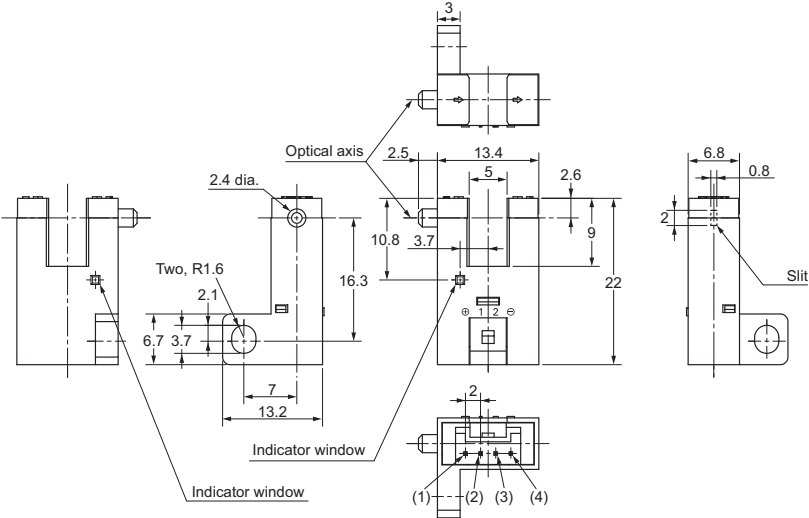 3
Optical axis
2.5
13.4
6.8
2.4 dia.
5
2.6
0.8
2
10.8
3.7
9
16.3
Slit
Two, R1.6
22
2.1
⊕ 1 2 ⊖
6.7
3.7
7
2
13.2
Indicator window
Indicator window
(1) (2) (3) (4)